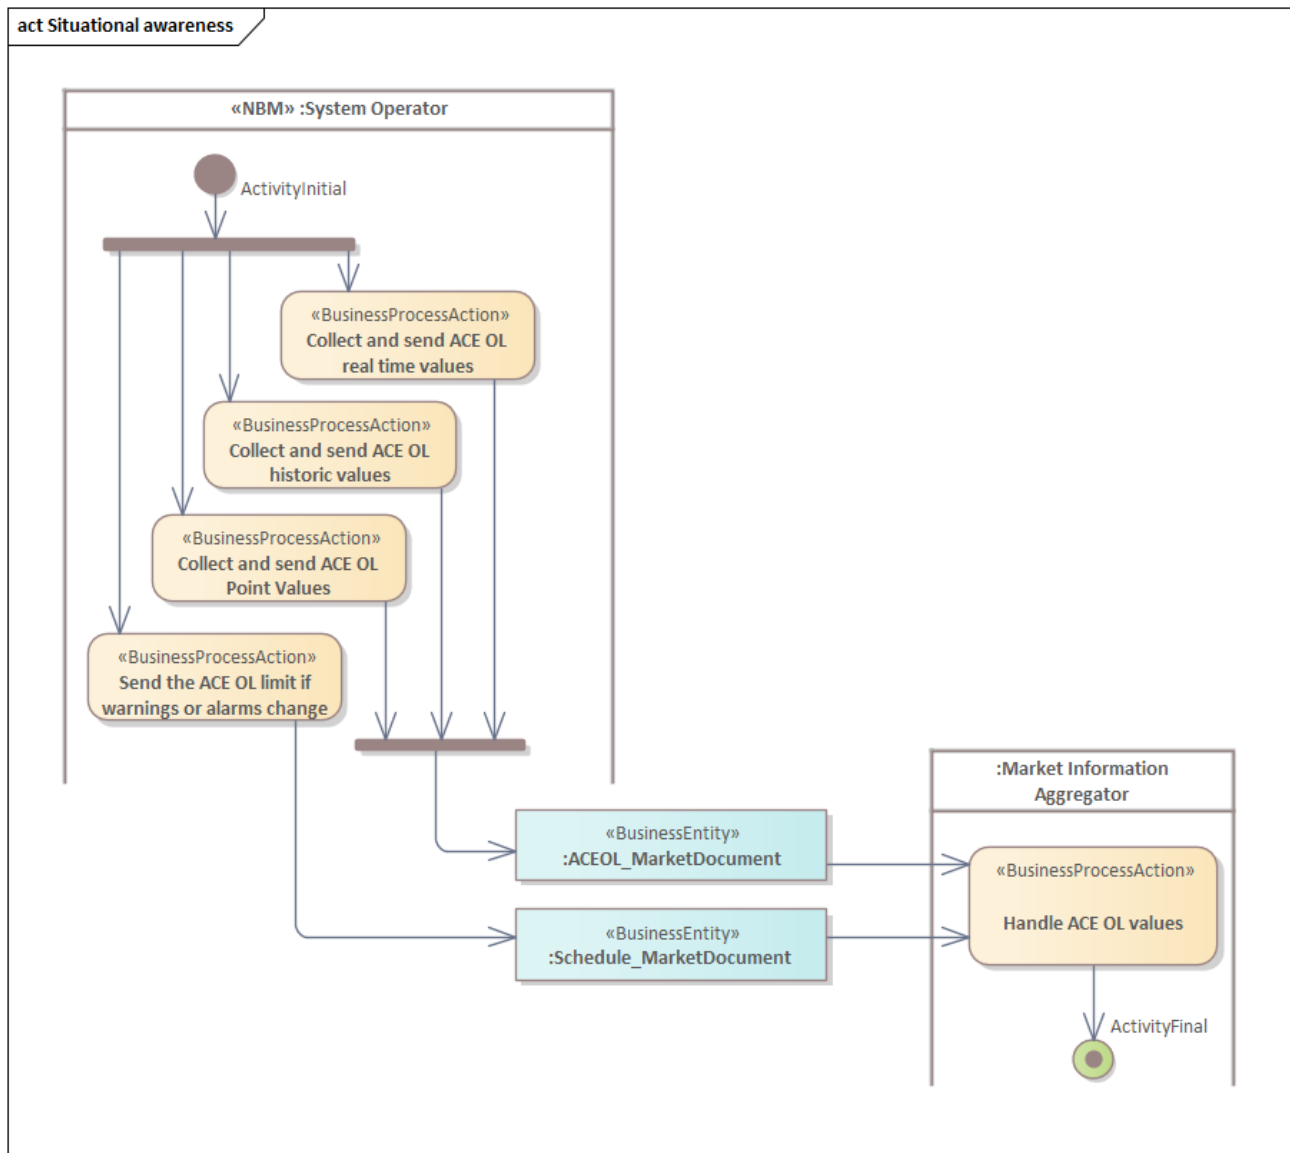 act Situational awareness
«NBM» :System Operator
ActivityInitial
«BusinessProcessAction»
Collect and send ACE OL
real time values
«BusinessProcessAction»
Collect and send ACE OL
historic values
«BusinessProcessAction»
Collect and send ACE OL
Point Values
«BusinessProcessAction»
Send the ACE OL limit if
warnings or alarms change
:Market Information
Aggregator
«BusinessEntity»
:ACEOL_MarketDocument
«BusinessProcessAction»
Handle ACE OL values
«BusinessEntity»
:Schedule_MarketDocument
ActivityFinal